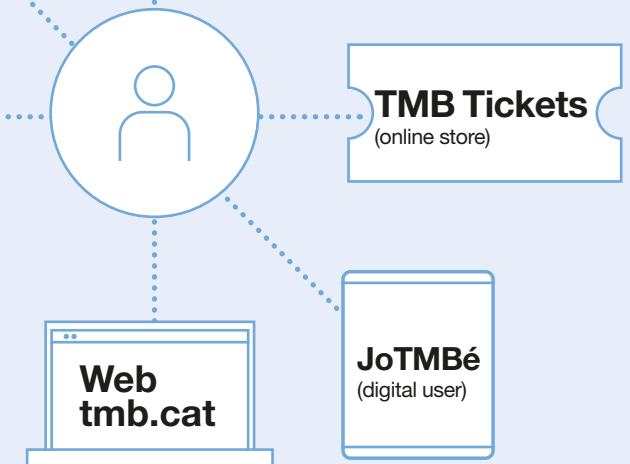 TMB Tickets
(online store)
JoTMBé
(digital user)
Web
tmb.cat